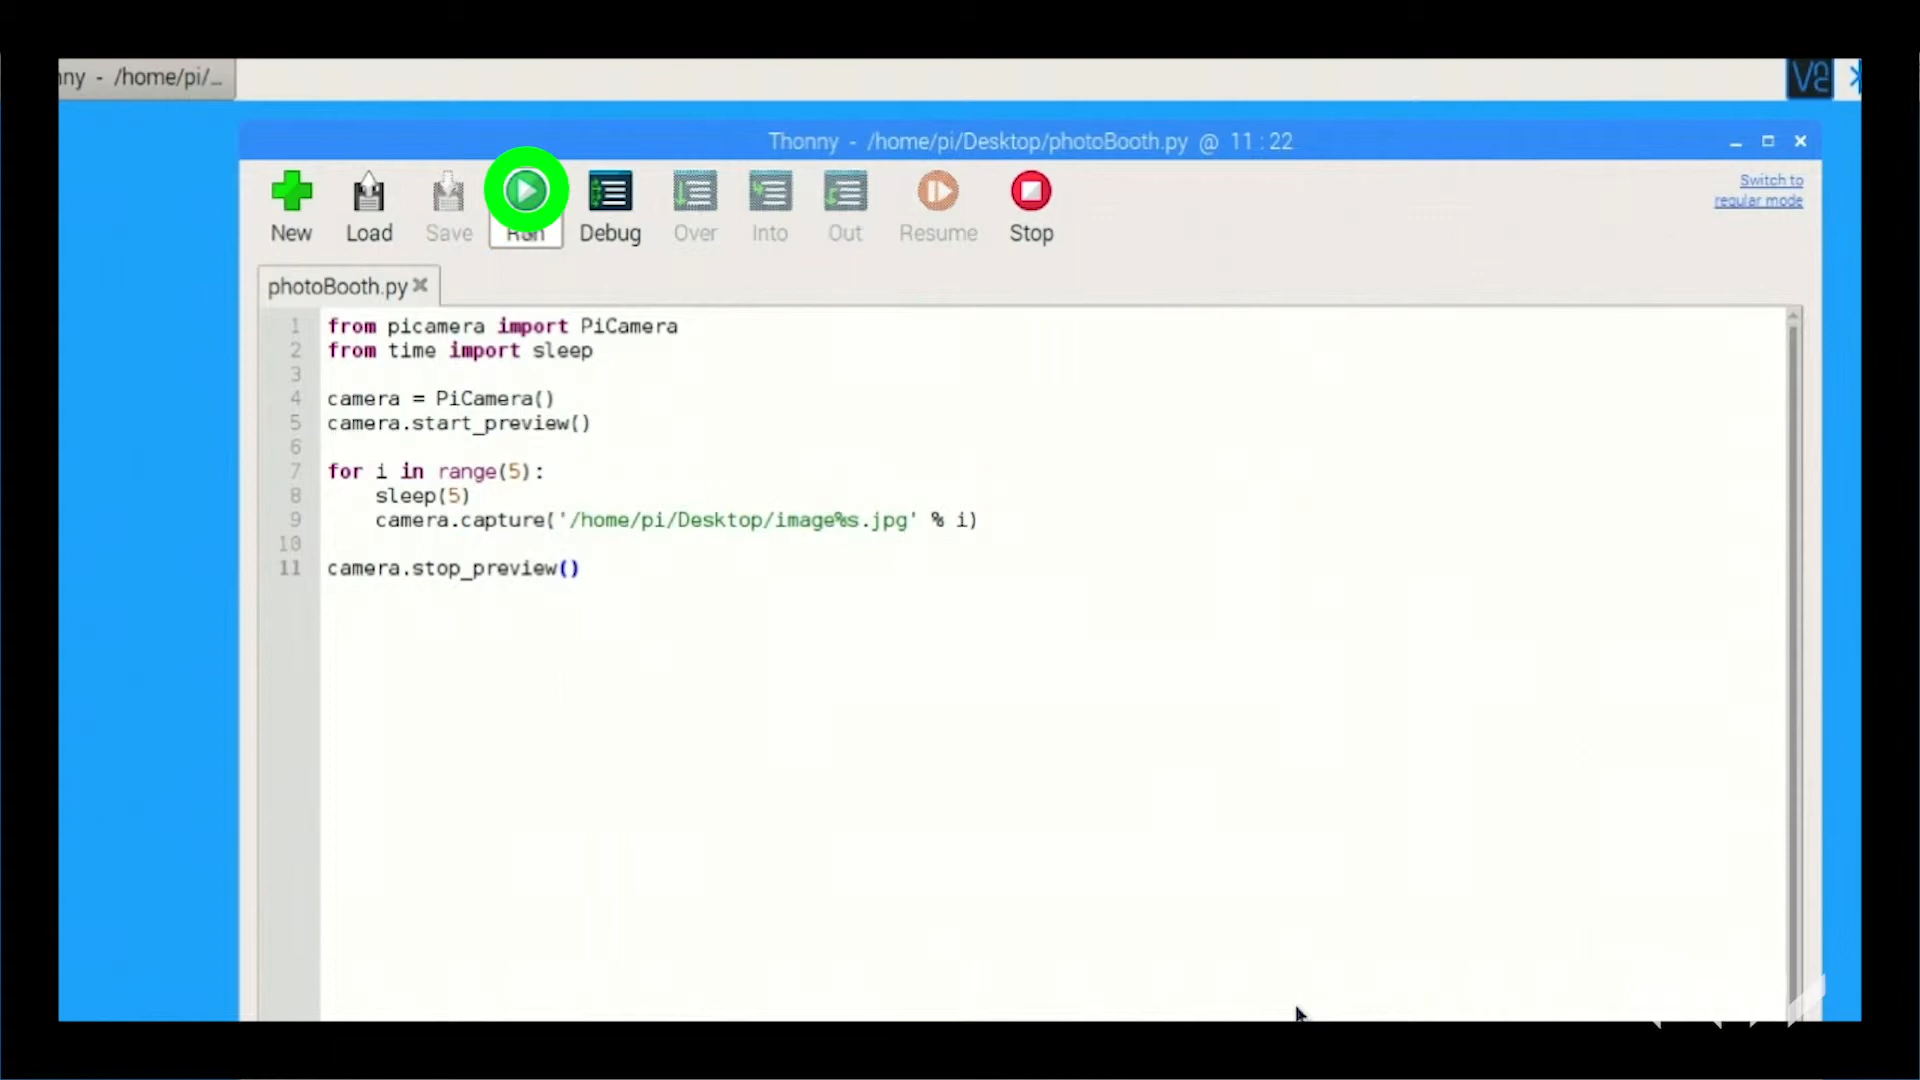 nny - /home/pi/...
Thonny - /home/pi/Desktop/photoBooth.py @ 11 : 22
Switch to
regular mode
New Load Save Run Debug Over Into Out Resume Stop
photoBooth.py
1 from picamera import PiCamera
2 from time import sleep
3
4 camera = PiCamera()
5 camera.start_preview()
6
7 for i in range(5):
8 sleep(5)
9 camera.capture('/home/pi/Desktop/image%s.jpg' % i)
10
11 camera.stop_preview()